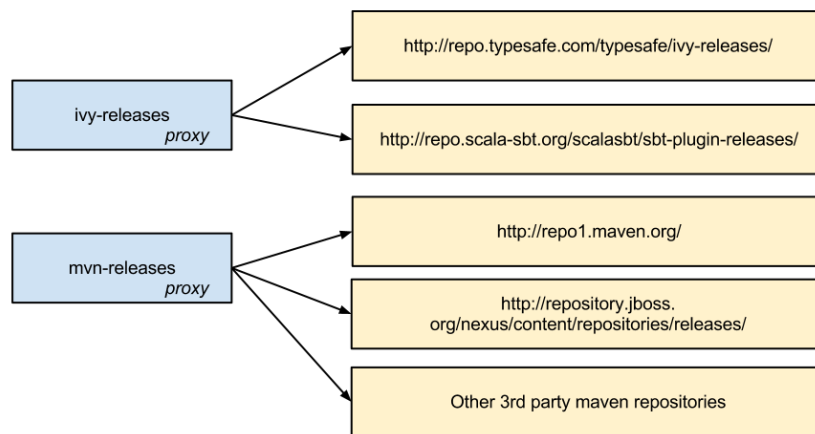 ivy-releases
proxy
http://repo.typesafe.com/typesafe/ivy-releases/
http://repo.scala-sbt.org/scalasbt/sbt-plugin-releases/
mvn-releases
proxy
http://repo1.maven.org/
http://repository.jboss.
org/nexus/content/repositories/releases/
Other 3rd party maven repositories